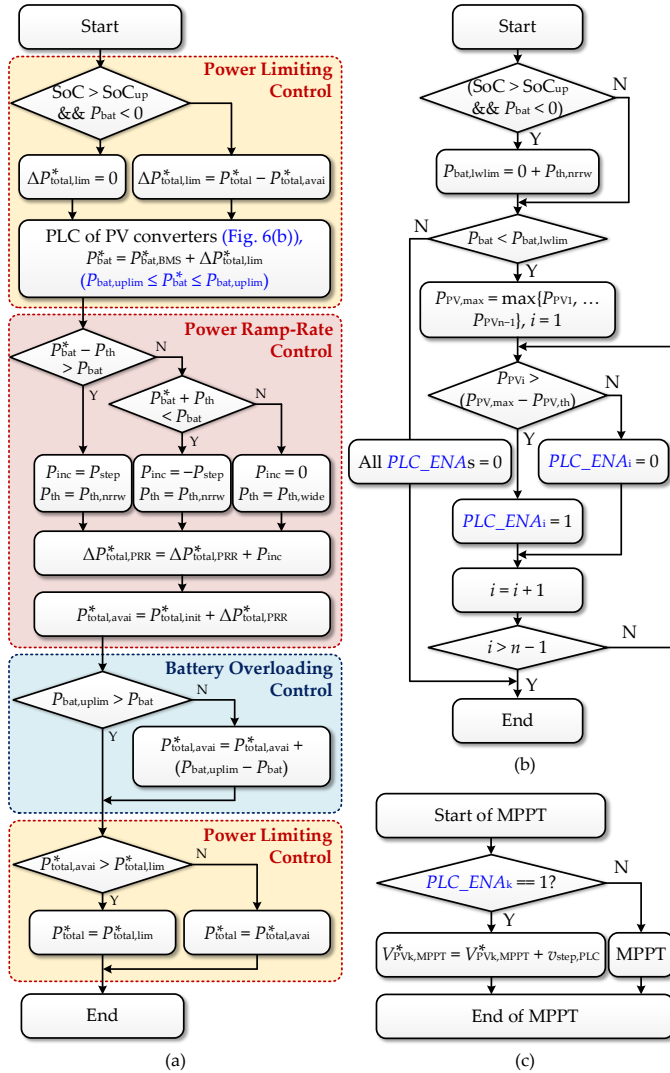 Start
Power Limiting
Control
SoC > SoCup
&& Pbat < 0
ΔP*total,lim = 0
ΔP*total,lim = P*total − P*total,avai
PLC of PV converters (Fig. 6(b)),
P*bat = P*bat,BMS + ΔP*total,lim
(Pbat,uplim ≤ P*bat ≤ Pbat,uplim)
Power Ramp-Rate
Control
P*bat − Pth
> Pbat
N
Y
P*bat + Pth
< Pbat
N
Y
Pinc = Pstep
Pth = Pth,nrrw
Pinc = −Pstep
Pth = Pth,nrrw
Pinc = 0
Pth = Pth,wide
ΔP*total,PRR = ΔP*total,PRR + Pinc
P*total,avai = P*total,init + ΔP*total,PRR
Battery Overloading
Control
Pbat,uplim > Pbat
N
Y
P*total,avai = P*total,avai +
(Pbat,uplim − Pbat)
Power Limiting
Control
P*total,avai > P*total,lim
N
Y
P*total = P*total,lim
P*total = P*total,avai
End
(a)
Start
(SoC > SoCup
&& Pbat < 0)
N
Y
Pbat,lwlim = 0 + Pth,nrrw
N
Pbat < Pbat,lwlim
Y
PPV,max = max{PPV1, …
PPVn−1}, i = 1
PPVi >
(PPV,max − PPV,th)
N
Y
All PLC_ENAs = 0
PLC_ENAi = 0
PLC_ENAi = 1
i = i + 1
i > n − 1
N
Y
End
(b)
Start of MPPT
PLC_ENAk == 1?
N
Y
V*PVk,MPPT = V*PVk,MPPT + vstep,PLC
MPPT
End of MPPT
(c)